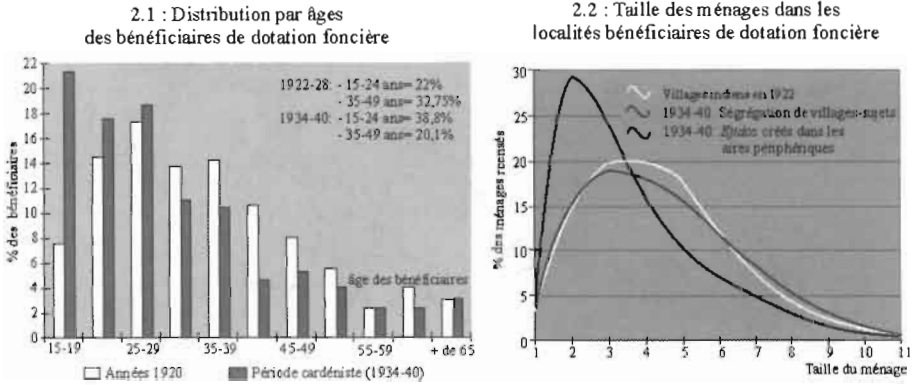 2.1 : Distribution par âges
des bénéficiaires de dotation foncière
22
20
18
16
14
12
10
8
6
4
2
0
% des bénéficiaires
1922-28: - 15-24 ans= 22%
- 35-49 ans= 32,75%
1934-40: - 15-24 ans= 38,8%
- 35-49 ans= 20,1%
âge des bénéficiaires
15-19
25-29
35-39
45-49
55-59
+ de 65
Années 1920
Période cardéniste (1934-40)
2.2 : Taille des ménages dans les
localités bénéficiaires de dotation foncière
30
25
20
15
10
5
0
% des ménages recensés
Villages indiens en 1922
1934-40 Ségrégation de villages-sujets
1934-40 Ejidos créés dans les
aires périphériques
1
2
3
4
5
6
7
8
9
10
11
Taille du ménage